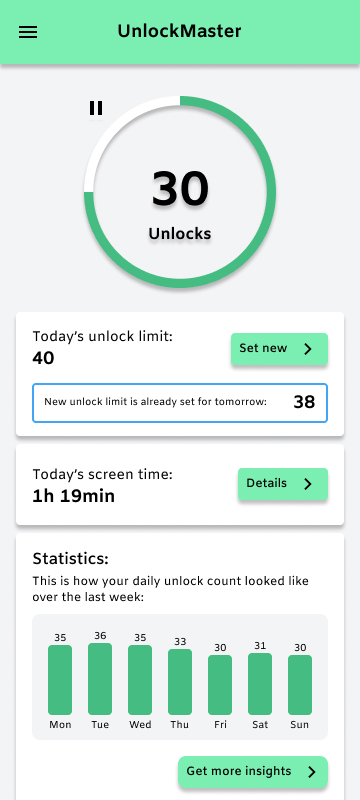 UnlockMaster
30
Unlocks
Today’s unlock limit:
40
Set new
New unlock limit is already set for tomorrow:
38
Today’s screen time:
1h 19min
Details
Statistics:
This is how your daily unlock count looked like
over the last week:
35 36 35 33 30 31 30
Mon Tue Wed Thu Fri Sat Sun
Get more insights